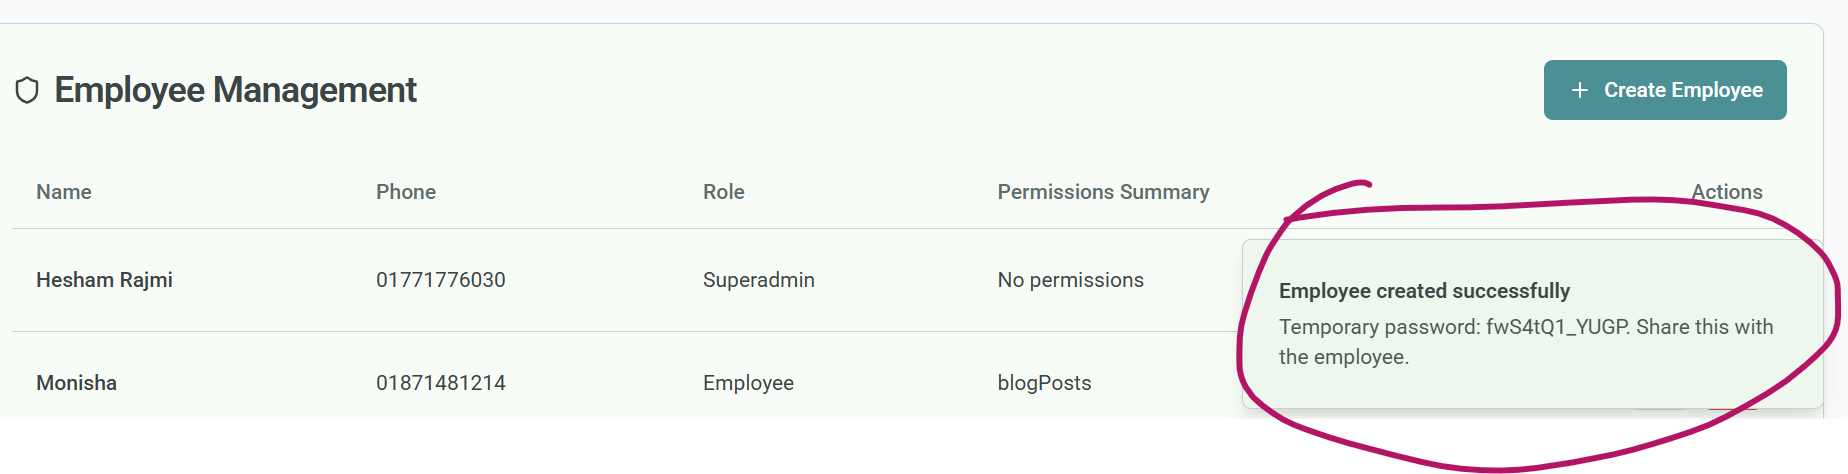 Employee Management
+ Create Employee
Name Phone Role Permissions Summary Actions
Hesham Rajmi 01771776030 Superadmin No permissions
Employee created successfully
Temporary password: fwS4tQ1_YUGP. Share this with
the employee.
Monisha 01871481214 Employee blogPosts